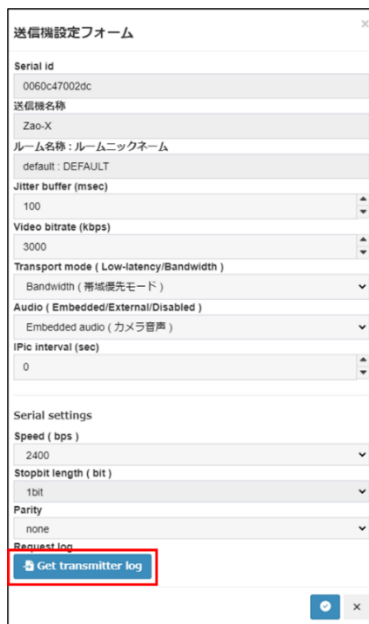 送信機設定フォーム
×
Serial id
0060c47002dc
送信機名称
Zao-X
ルーム名称 : ルームニックネーム
default : DEFAULT
Jitter buffer (msec)
100
Video bitrate (kbps)
3000
Transport mode ( Low-latency/Bandwidth )
Bandwidth ( 帯域優先モード )
Audio ( Embedded/External/Disabled )
Embedded audio ( カメラ音声 )
IPic interval (sec)
0
Serial settings
Speed ( bps )
2400
Stopbit length ( bit )
1bit
Parity
none
Request log
Get transmitter log
×